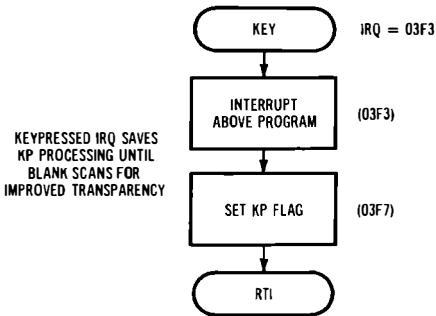 KEY
IRQ = 03F3
INTERRUPT
ABOVE PROGRAM
(03F3)
KEYPRESSED IRQ SAVES
KP PROCESSING UNTIL
BLANK SCANS FOR
IMPROVED TRANSPARENCY
SET KP FLAG
(03F7)
RTI